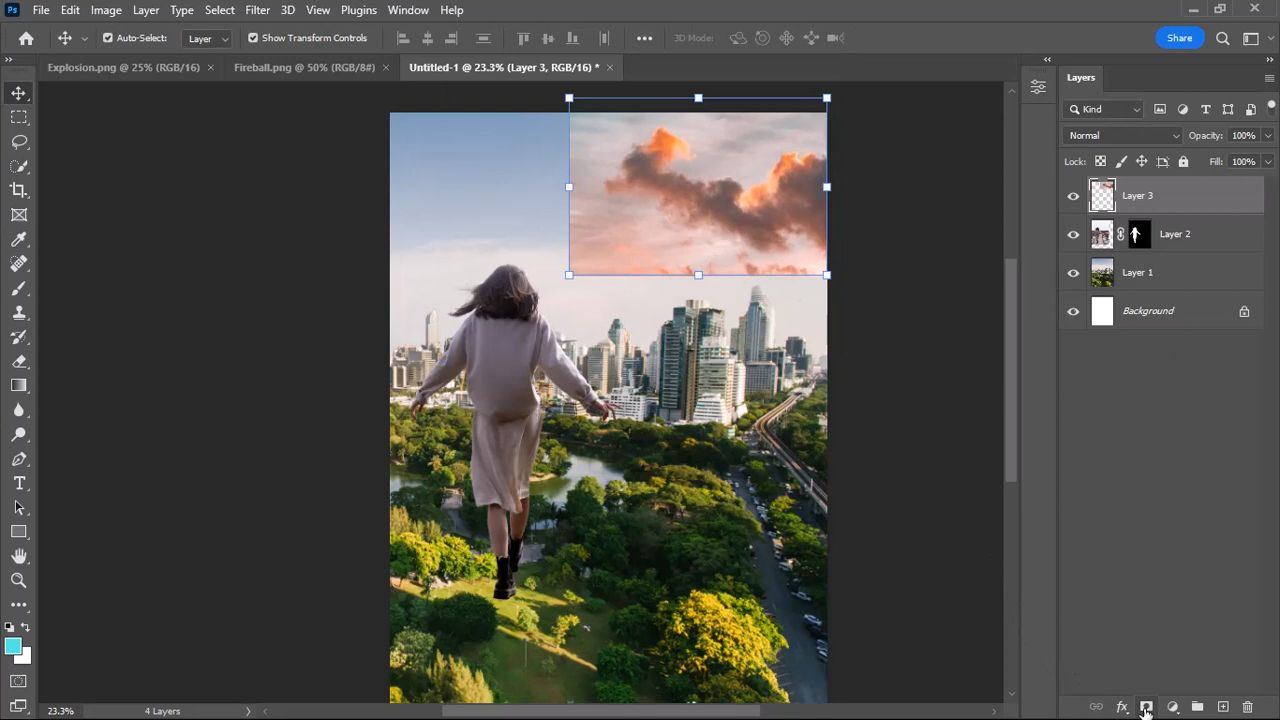 Ps File Edit Image Layer Type Select Filter 3D View Plugins Window Help
Auto-Select: Layer Show Transform Controls 3D Mode: Share
Explosion.png @ 25% (RGB/16) Fireball.png @ 50% (RGB/8#) Untitled-1 @ 23.3% (Layer 3, RGB/16) *
Layers
Kind
Normal Opacity: 100%
Lock: Fill: 100%
Layer 3
Layer 2
Layer 1
Background
23.3% 4 Layers